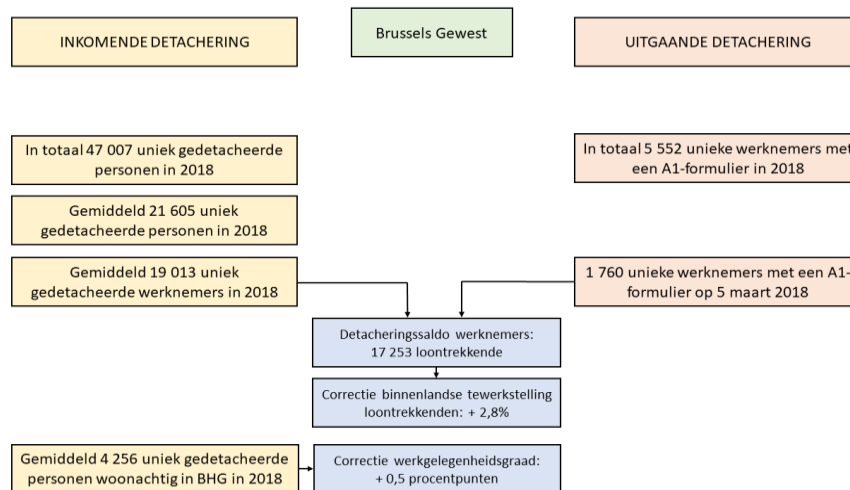 INKOMENDE DETACHERING
Brussels Gewest
UITGAANDE DETACHERING
In totaal 47 007 uniek gedetacheerde
personen in 2018
In totaal 5 552 unieke werknemers met
een A1-formulier in 2018
Gemiddeld 21 605 uniek
gedetacheerde personen in 2018
Gemiddeld 19 013 uniek
gedetacheerde werknemers in 2018
1 760 unieke werknemers met een A1-
formulier op 5 maart 2018
Detacheringssaldo werknemers:
17 253 loontrekkende
Correctie binnenlandse tewerkstelling
loontrekkenden: + 2,8%
Gemiddeld 4 256 uniek gedetacheerde
personen woonachtig in BHG in 2018
Correctie werkgelegenheidsgraad:
+ 0,5 procentpunten